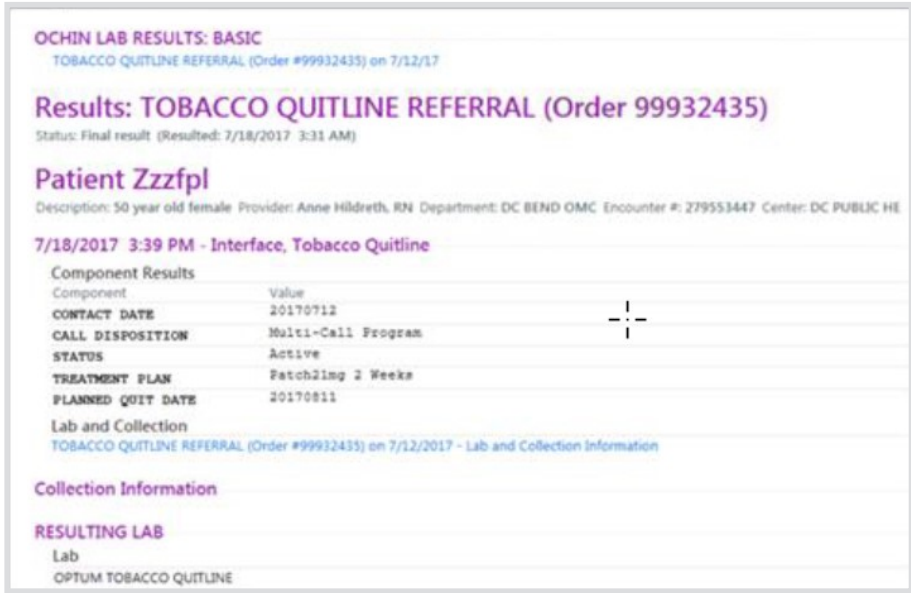 OCHIN LAB RESULTS: BASIC
TOBACCO QUITLINE REFERRAL (Order #99932435) on 7/12/17
Results: TOBACCO QUITLINE REFERRAL (Order 99932435)
Status: Final result (Resulted: 7/18/2017 3:31 AM)
Patient Zzzfpl
Description: 50 year old female Provider: Anne Hildreth, RN Department: DC BEND OMC Encounter #: 279553447 Center: DC PUBLIC HE
7/18/2017 3:39 PM - Interface, Tobacco Quitline
Component Results
Component Value
CONTACT DATE 20170712
CALL DISPOSITION Multi-Call Program
STATUS Active
TREATMENT PLAN Patch21mg 2 Weeks
PLANNED QUIT DATE 20170811
Lab and Collection
TOBACCO QUITLINE REFERRAL (Order #99932435) on 7/12/2017 - Lab and Collection Information
Collection Information
RESULTING LAB
Lab
OPTUM TOBACCO QUITLINE